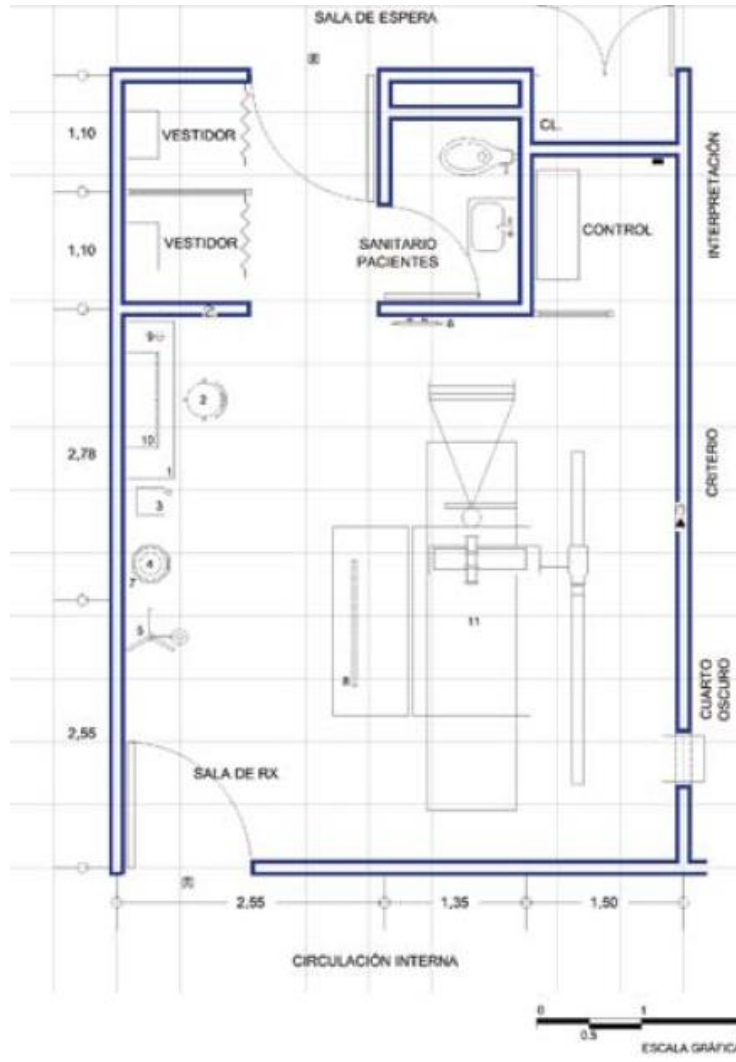 SALA DE ESPERA
CL.
1,10
VESTIDOR
INTERPRETACIÓN
1,10
VESTIDOR
SANITARIO
PACIENTES
CONTROL
6
9
2
10
1
2,78
CRITERIO
3
4
7
5
11
8
CUARTO
OSCURO
2,55
SALA DE RX
2,55
1,35
1,50
CIRCULACIÓN INTERNA
0
1
0.5
ESCALA GRÁFICA